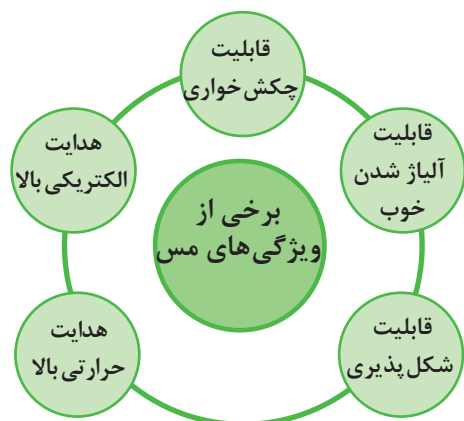 قابلیت
چکش‌خواری
قابلیت
آلیاژ شدن
خوب
هدایت
الکتریکی بالا
برخی از
ویژگی‌های مس
قابلیت
شکل‌پذیری
هدایت
حرارتی بالا